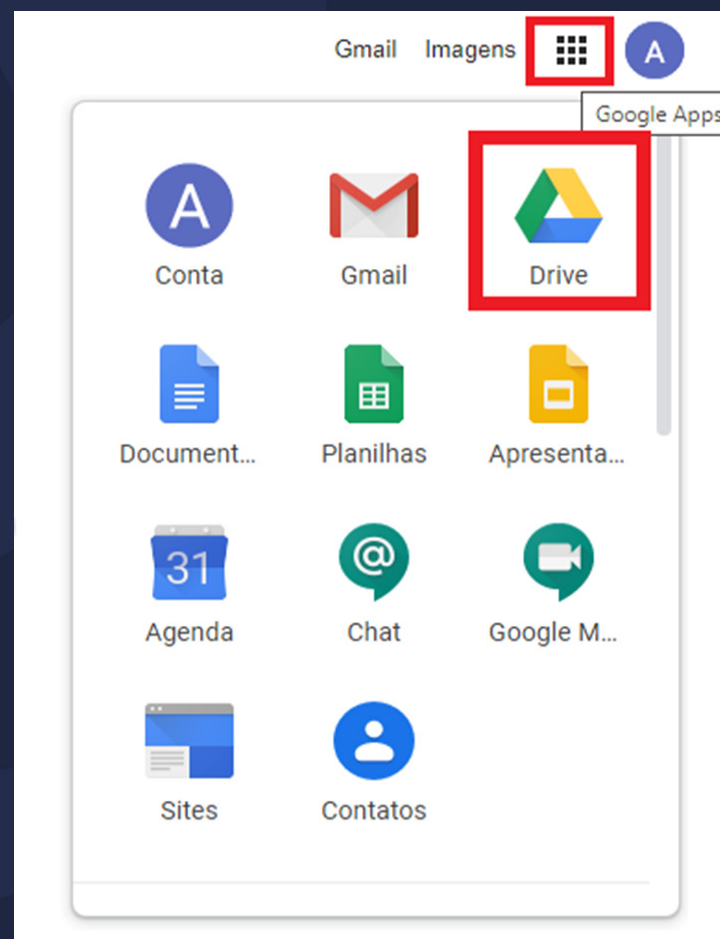 Gmail Imagens A
Google Apps
A
Conta Gmail Drive
Document... Planilhas Apresenta...
31 @
Agenda Chat Google M...
Sites Contatos